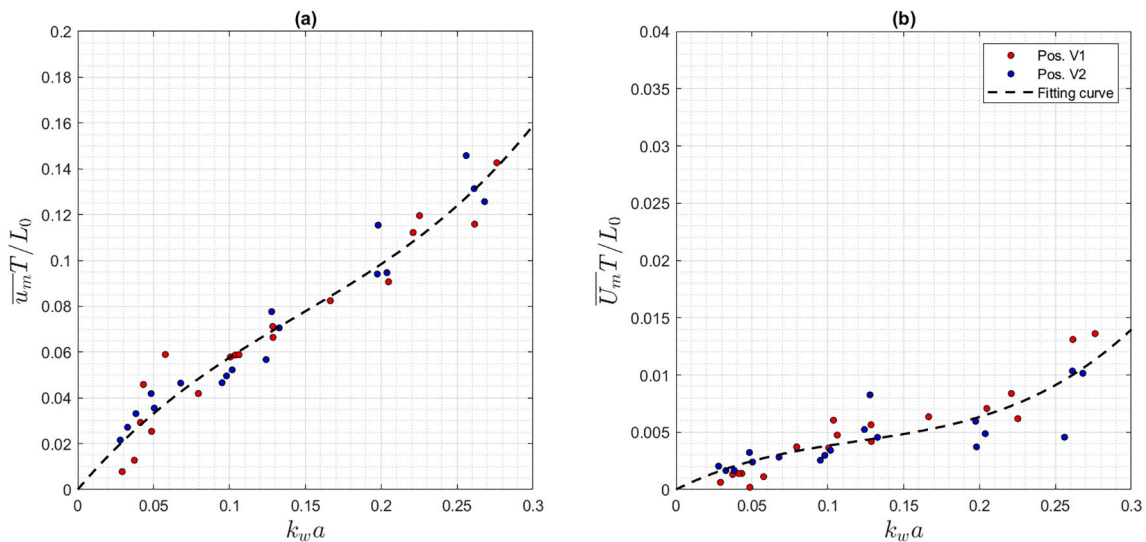 (a)
0.2
0.18
0.16
0.14
0.12
0.1
0.08
0.06
0.04
0.02
0
0 0.05 0.1 0.15 0.2 0.25 0.3
$\overline{u_m}T/L_0$
$k_w a$
(b)
0.04
0.035
0.03
0.025
0.02
0.015
0.01
0.005
0
0 0.05 0.1 0.15 0.2 0.25 0.3
$\overline{U_m}T/L_0$
$k_w a$
Pos. V1
Pos. V2
Fitting curve